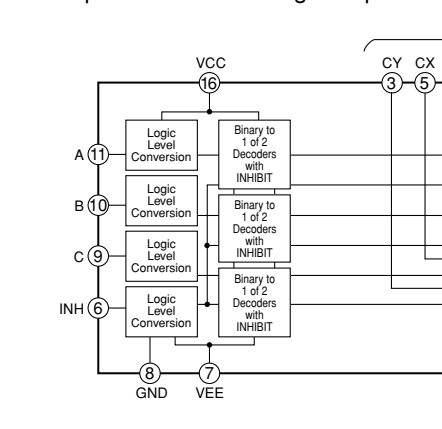 VCC
16
CY CX
3 5
A 11
Logic
Level
Conversion
Binary to
1 of 2
Decoders
with
INHIBIT
B 10
Logic
Level
Conversion
Binary to
1 of 2
Decoders
with
INHIBIT
C 9
Logic
Level
Conversion
Binary to
1 of 2
Decoders
with
INHIBIT
INH 6
Logic
Level
Conversion
8 7
GND VEE